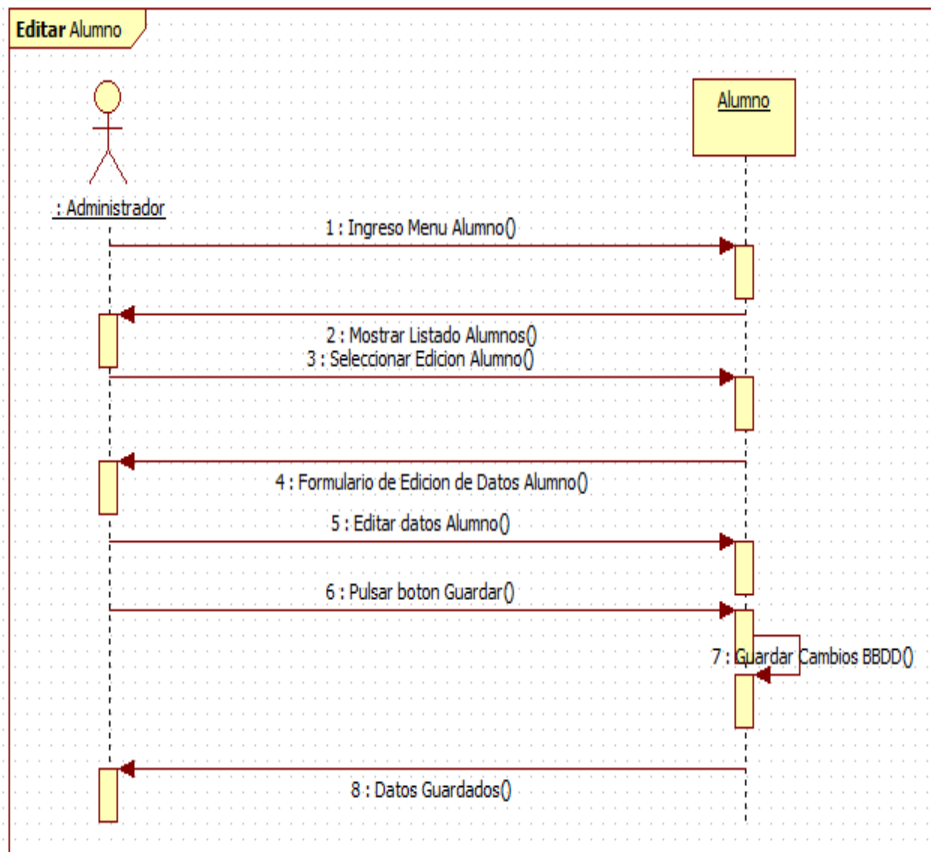 Editar Alumno
Alumno
: Administrador
1 : Ingreso Menu Alumno()
2 : Mostrar Listado Alumnos()
3 : Seleccionar Edicion Alumno()
4 : Formulario de Edicion de Datos Alumno()
5 : Editar datos Alumno()
6 : Pulsar boton Guardar()
7 : Guardar Cambios BBDD()
8 : Datos Guardados()